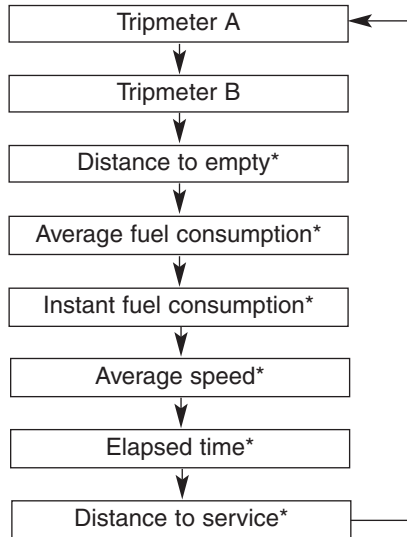 Tripmeter A
Tripmeter B
Distance to empty*
Average fuel consumption*
Instant fuel consumption*
Average speed*
Elapsed time*
Distance to service*